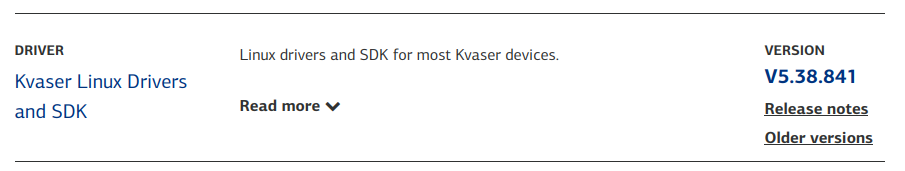 DRIVER
Kvaser Linux Drivers
and SDK
Linux drivers and SDK for most Kvaser devices.
Read more
VERSION
V5.38.841
Release notes
Older versions